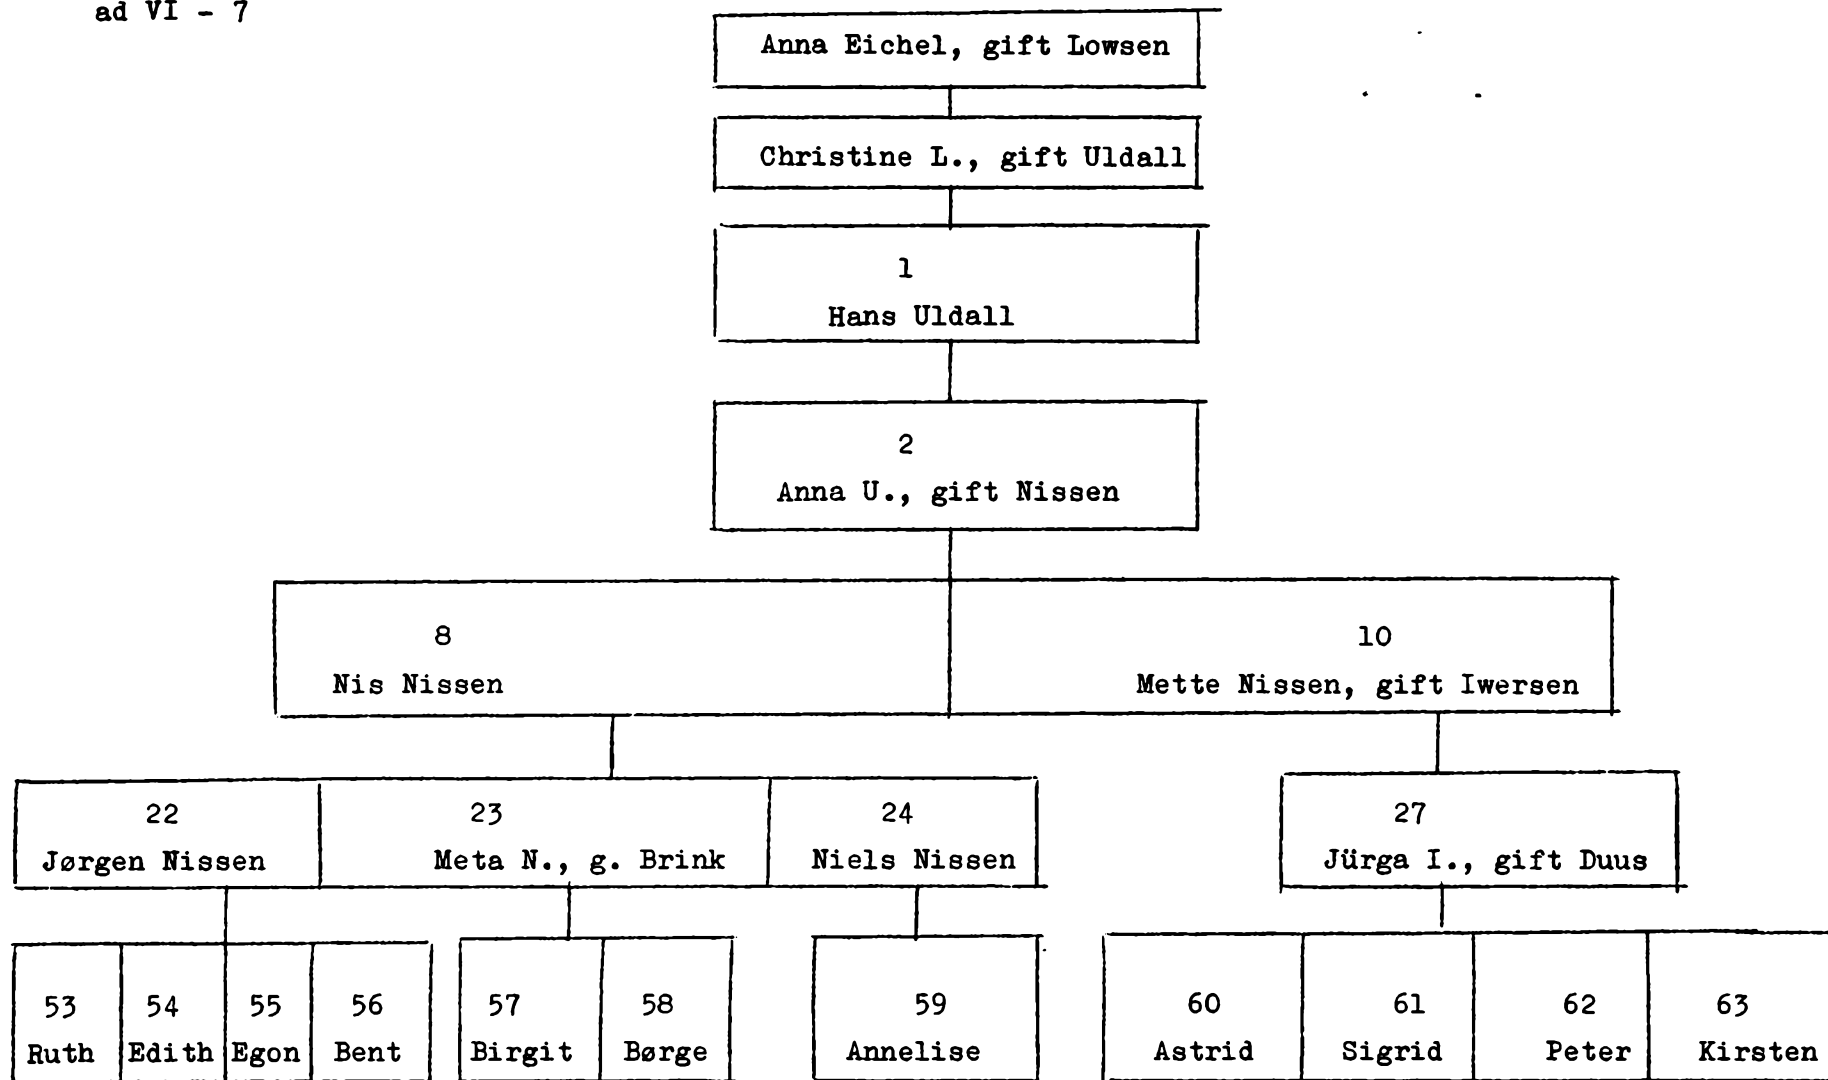 ad VI - 7
Anna Eichel, gift Lowsen
Christine L., gift Uldall
1
Hans Uldall
2
Anna U., gift Nissen
8
Nis Nissen
10
Mette Nissen, gift Iwersen
22
Jørgen Nissen
23
Meta N., g. Brink
24
Niels Nissen
27
Jürga I., gift Duus
53
Ruth
54
Edith
55
Egon
56
Bent
57
Birgit
58
Børge
59
Annelise
60
Astrid
61
Sigrid
62
Peter
63
Kirsten